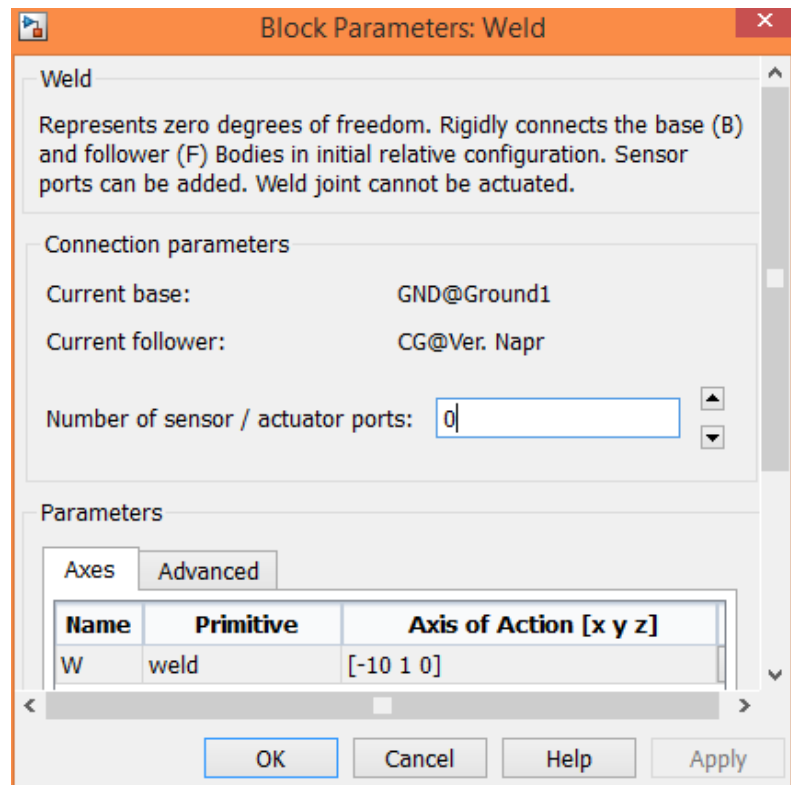 Block Parameters: Weld
Weld
Represents zero degrees of freedom. Rigidly connects the base (B)
and follower (F) Bodies in initial relative configuration. Sensor
ports can be added. Weld joint cannot be actuated.
Connection parameters
Current base: GND@Ground1
Current follower: CG@Ver. Napr
Number of sensor / actuator ports: 0
Parameters
Axes Advanced
Name Primitive Axis of Action [x y z]
W weld [-10 1 0]
OK Cancel Help Apply